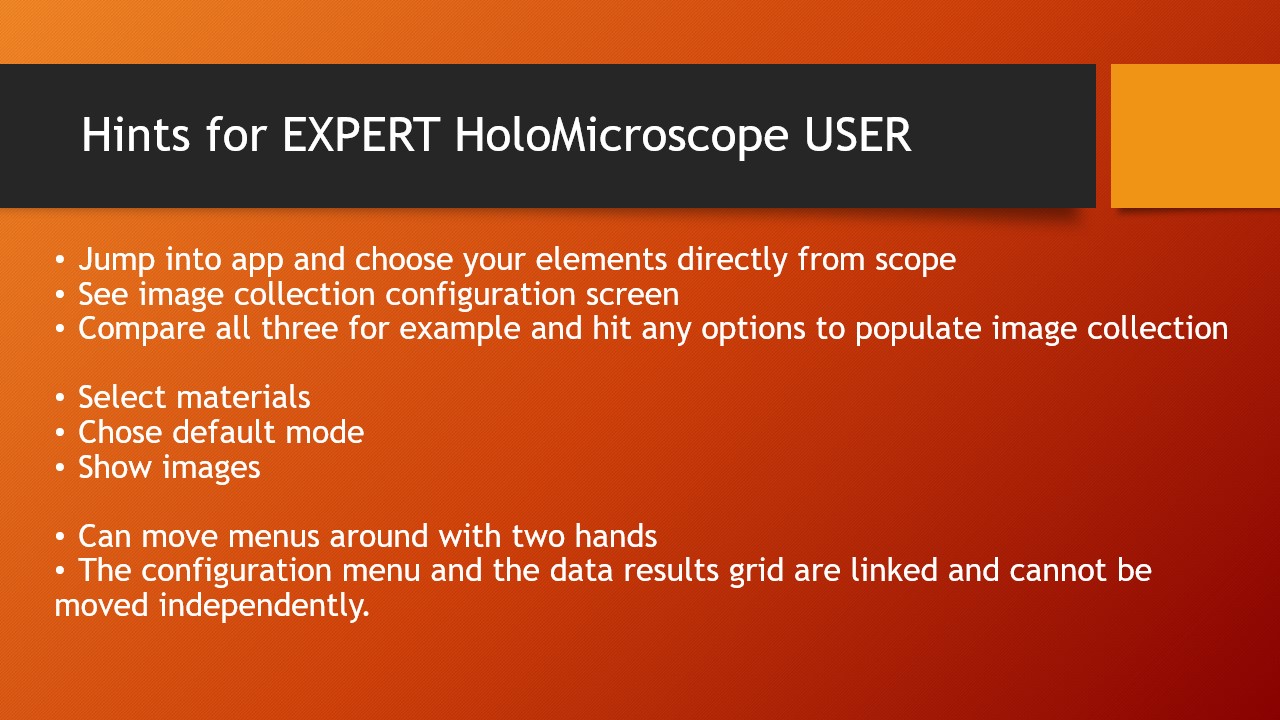 Hints for EXPERT HoloMicroscope USER
• Jump into app and choose your elements directly from scope
• See image collection configuration screen
• Compare all three for example and hit any options to populate image collection
• Select materials
• Chose default mode
• Show images
• Can move menus around with two hands
• The configuration menu and the data results grid are linked and cannot be
moved independently.